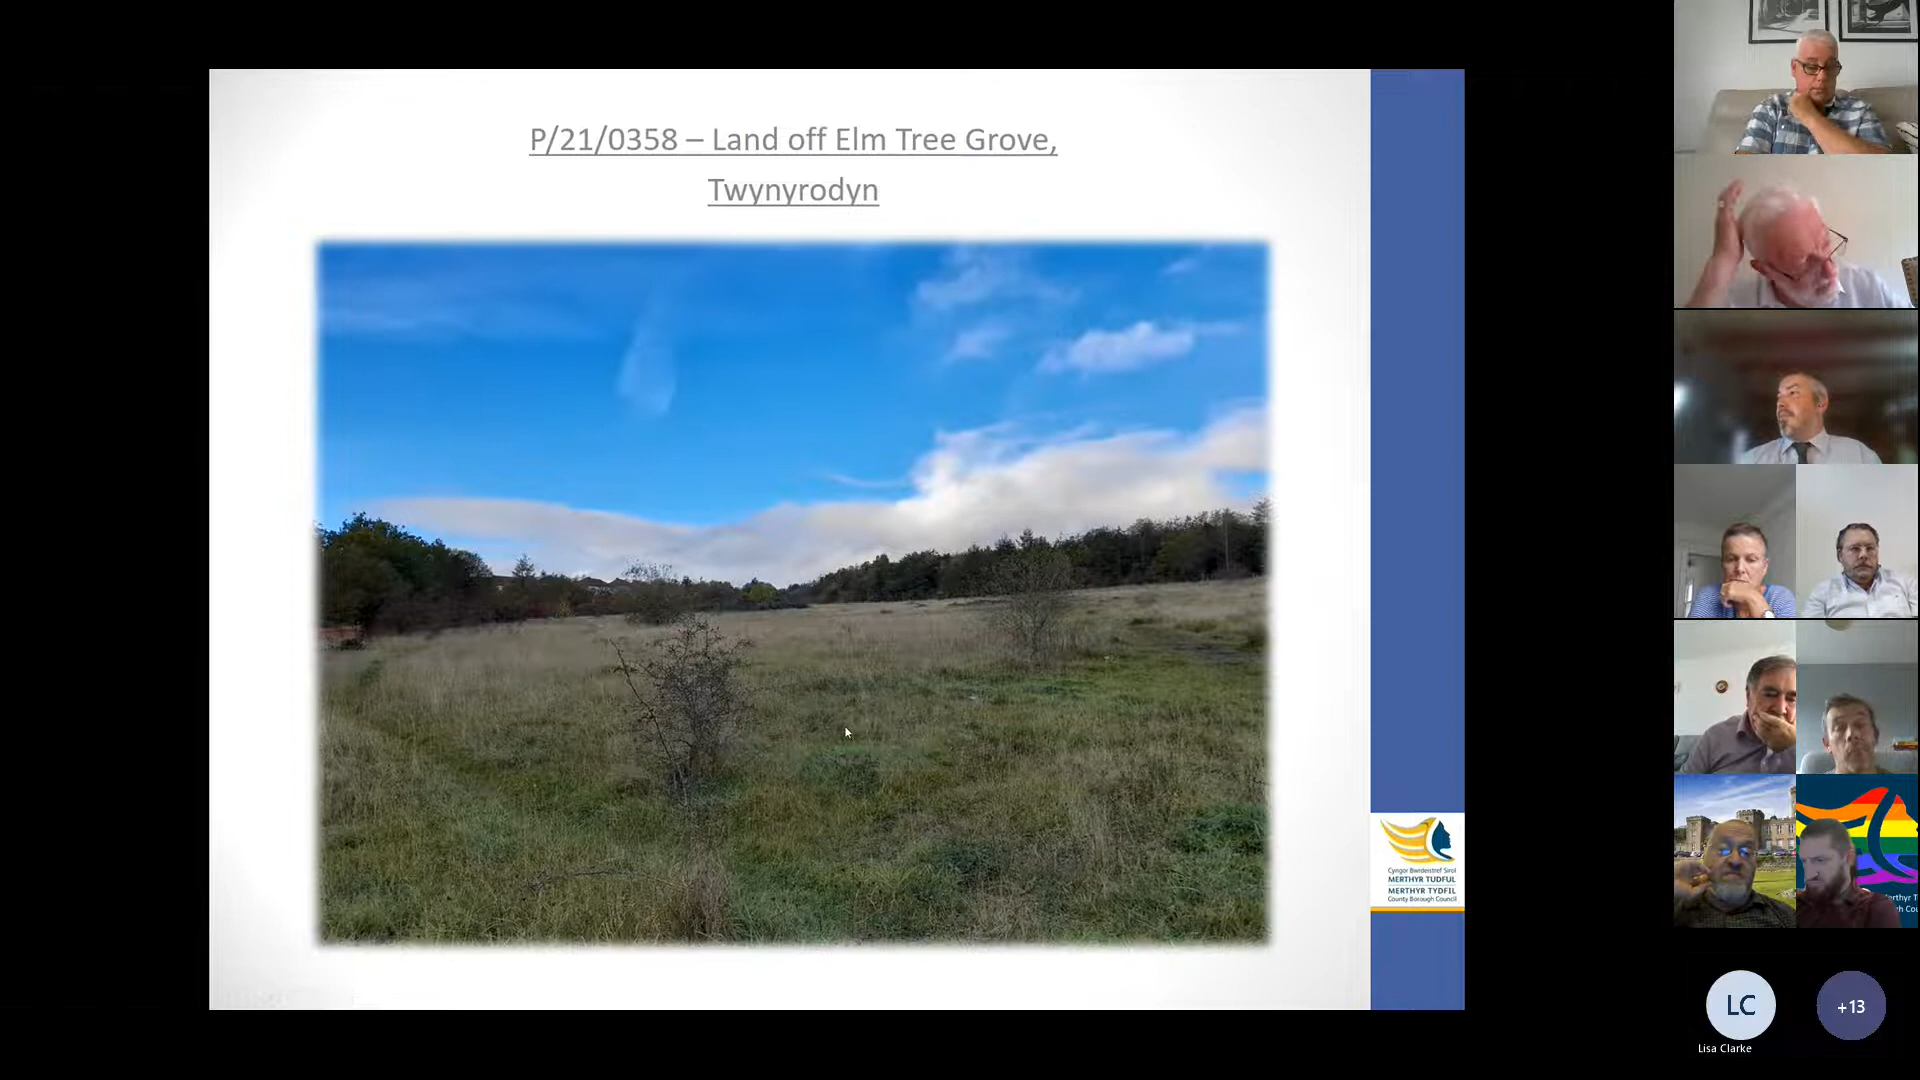 P/21/0358 – Land off Elm Tree Grove,
Twynyrodyn
Cyngor Bwrdeistref Sirol
MERTHYR TUDFUL
MERTHYR TYDFIL
County Borough Council
LC
+13
Lisa Clarke